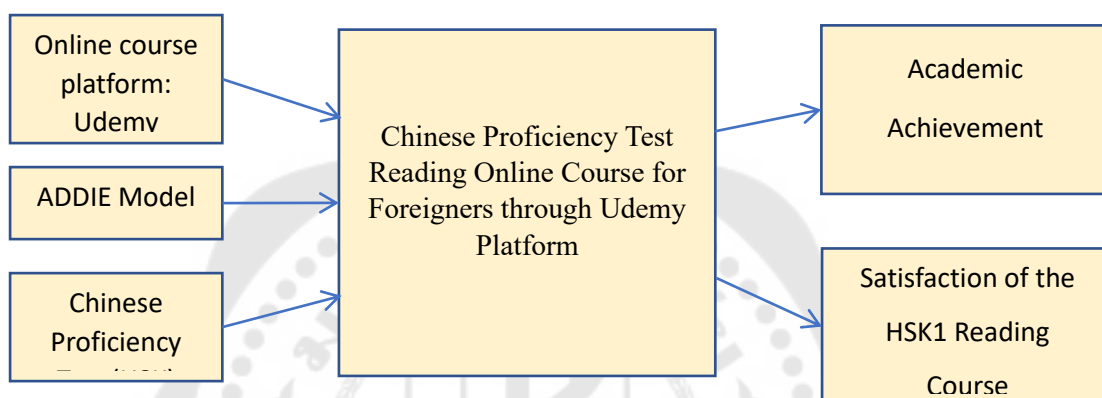 Online course
platform:
Udemy
ADDIE Model
Chinese
Proficiency
Chinese Proficiency Test
Reading Online Course for
Foreigners through Udemy
Platform
Academic
Achievement
Satisfaction of the
HSK1 Reading
Course